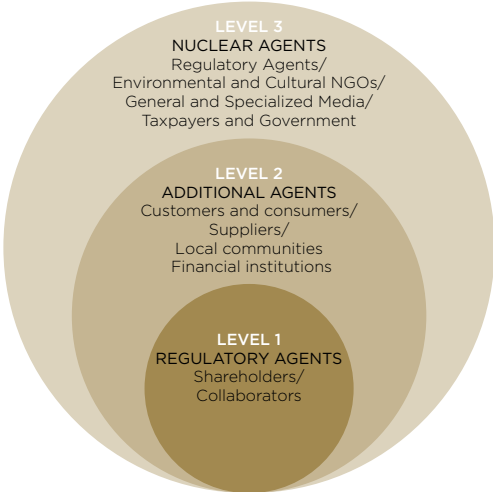 LEVEL 3
NUCLEAR AGENTS
Regulatory Agents/
Environmental and Cultural NGOs/
General and Specialized Media/
Taxpayers and Government
LEVEL 2
ADDITIONAL AGENTS
Customers and consumers/
Suppliers/
Local communities
Financial institutions
LEVEL 1
REGULATORY AGENTS
Shareholders/
Collaborators